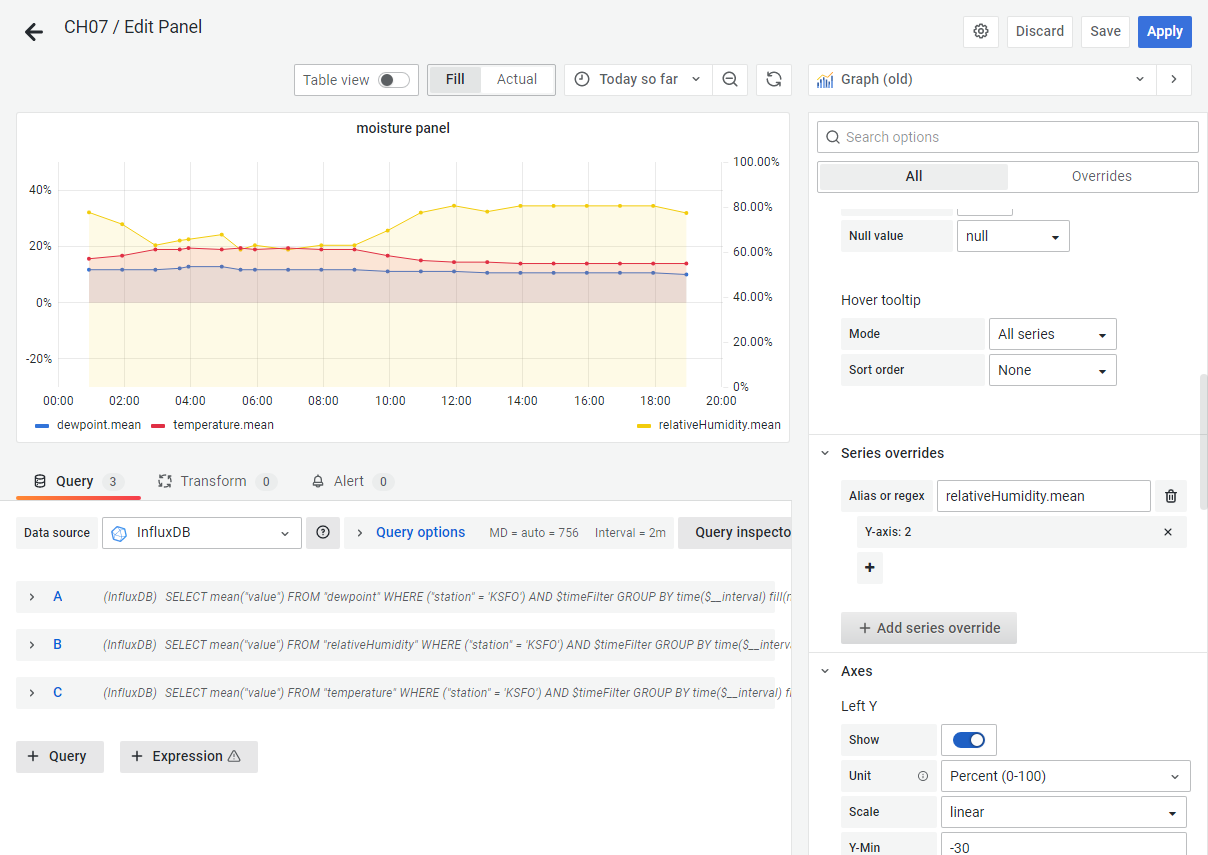 CH07 / Edit Panel
Discard
Save
Apply
Table view
Fill
Actual
Today so far
Graph (old)
moisture panel
40%
20%
0%
-20%
100.00%
80.00%
60.00%
40.00%
20.00%
0%
00:00 02:00 04:00 06:00 08:00 10:00 12:00 14:00 16:00 18:00 20:00
dewpoint.mean temperature.mean relativeHumidity.mean
Query 3
Transform 0
Alert 0
Data source
InfluxDB
Query options MD = auto = 756 Interval = 2m
Query inspecto
A (InfluxDB) SELECT mean("value") FROM "dewpoint" WHERE ("station" = 'KSFO') AND $timeFilter GROUP BY time($__interval) fill(n
B (InfluxDB) SELECT mean("value") FROM "relativeHumidity" WHERE ("station" = 'KSFO') AND $timeFilter GROUP BY time($__interv
C (InfluxDB) SELECT mean("value") FROM "temperature" WHERE ("station" = 'KSFO') AND $timeFilter GROUP BY time($__interval) fi
+ Query
+ Expression
Search options
All
Overrides
Null value null
Hover tooltip
Mode All series
Sort order None
Series overrides
Alias or regex relativeHumidity.mean
Y-axis: 2
+
+ Add series override
Axes
Left Y
Show
Unit Percent (0-100)
Scale linear
Y-Min -30